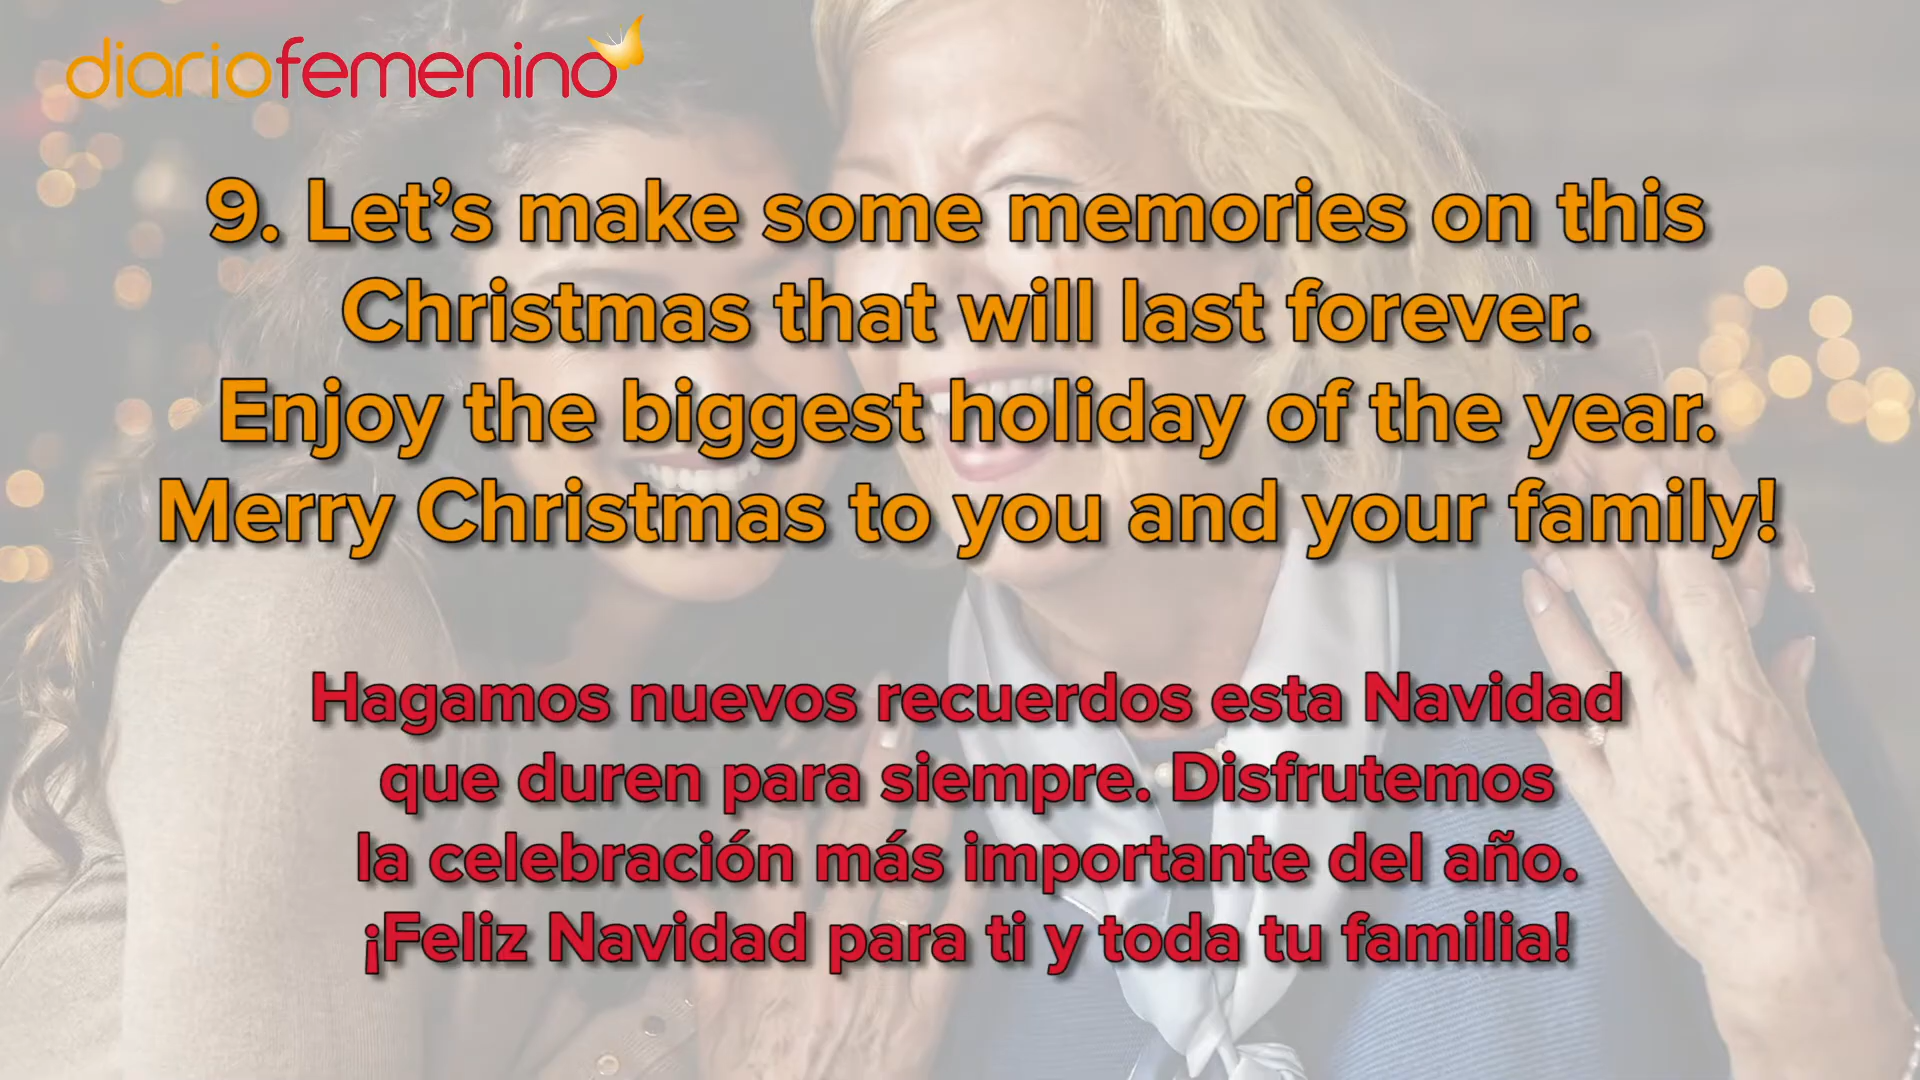 diariofemenino
9. Let’s make some memories on this
Christmas that will last forever.
Enjoy the biggest holiday of the year.
Merry Christmas to you and your family!
Hagamos nuevos recuerdos esta Navidad
que duren para siempre. Disfrutemos
la celebración más importante del año.
¡Feliz Navidad para ti y toda tu familia!